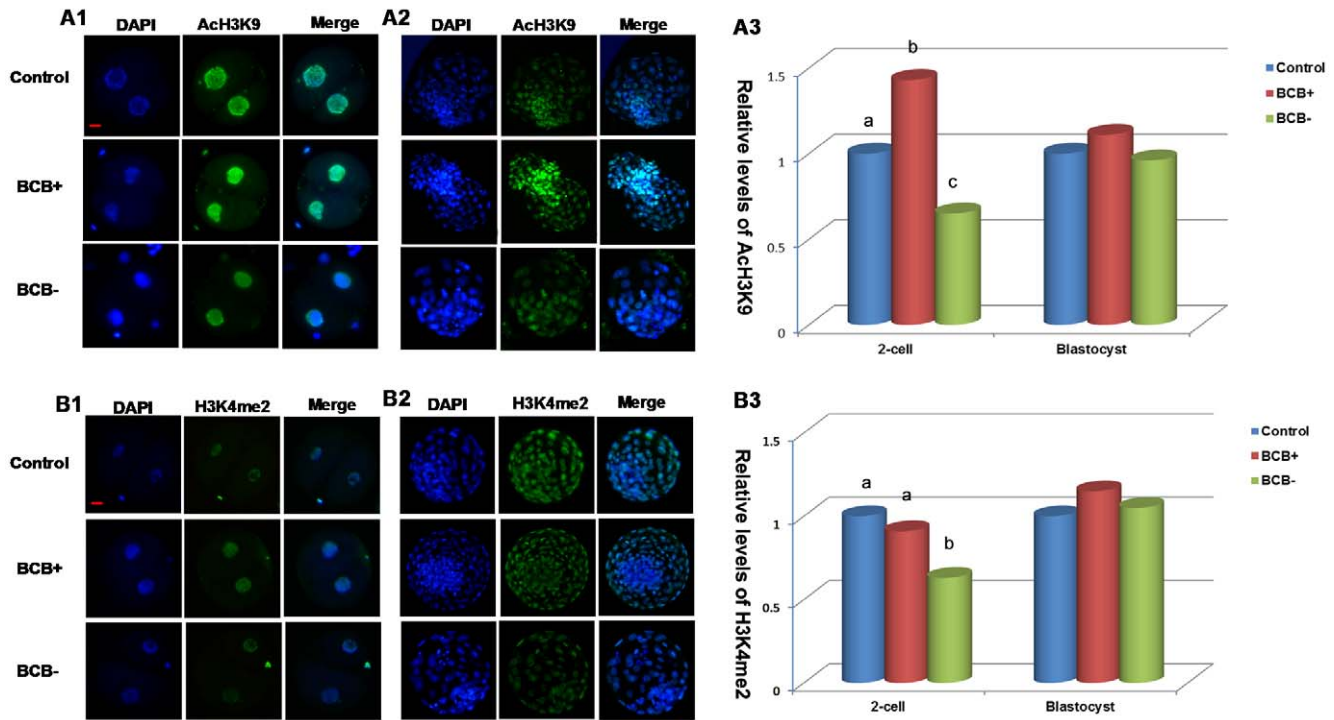 A1
DAPI AcH3K9 Merge
Control
BCB+
BCB-
A2
DAPI AcH3K9 Merge
A3
Relative levels of AcH3K9
1.5
1
0.5
0
a
b
c
2-cell
Blastocyst
Control
BCB+
BCB-
B1
DAPI H3K4me2 Merge
Control
BCB+
BCB-
B2
DAPI H3K4me2 Merge
B3
Relative levels of H3K4me2
1.5
1
0.5
0
a
a
b
2-cell
Blastocyst
Control
BCB+
BCB-